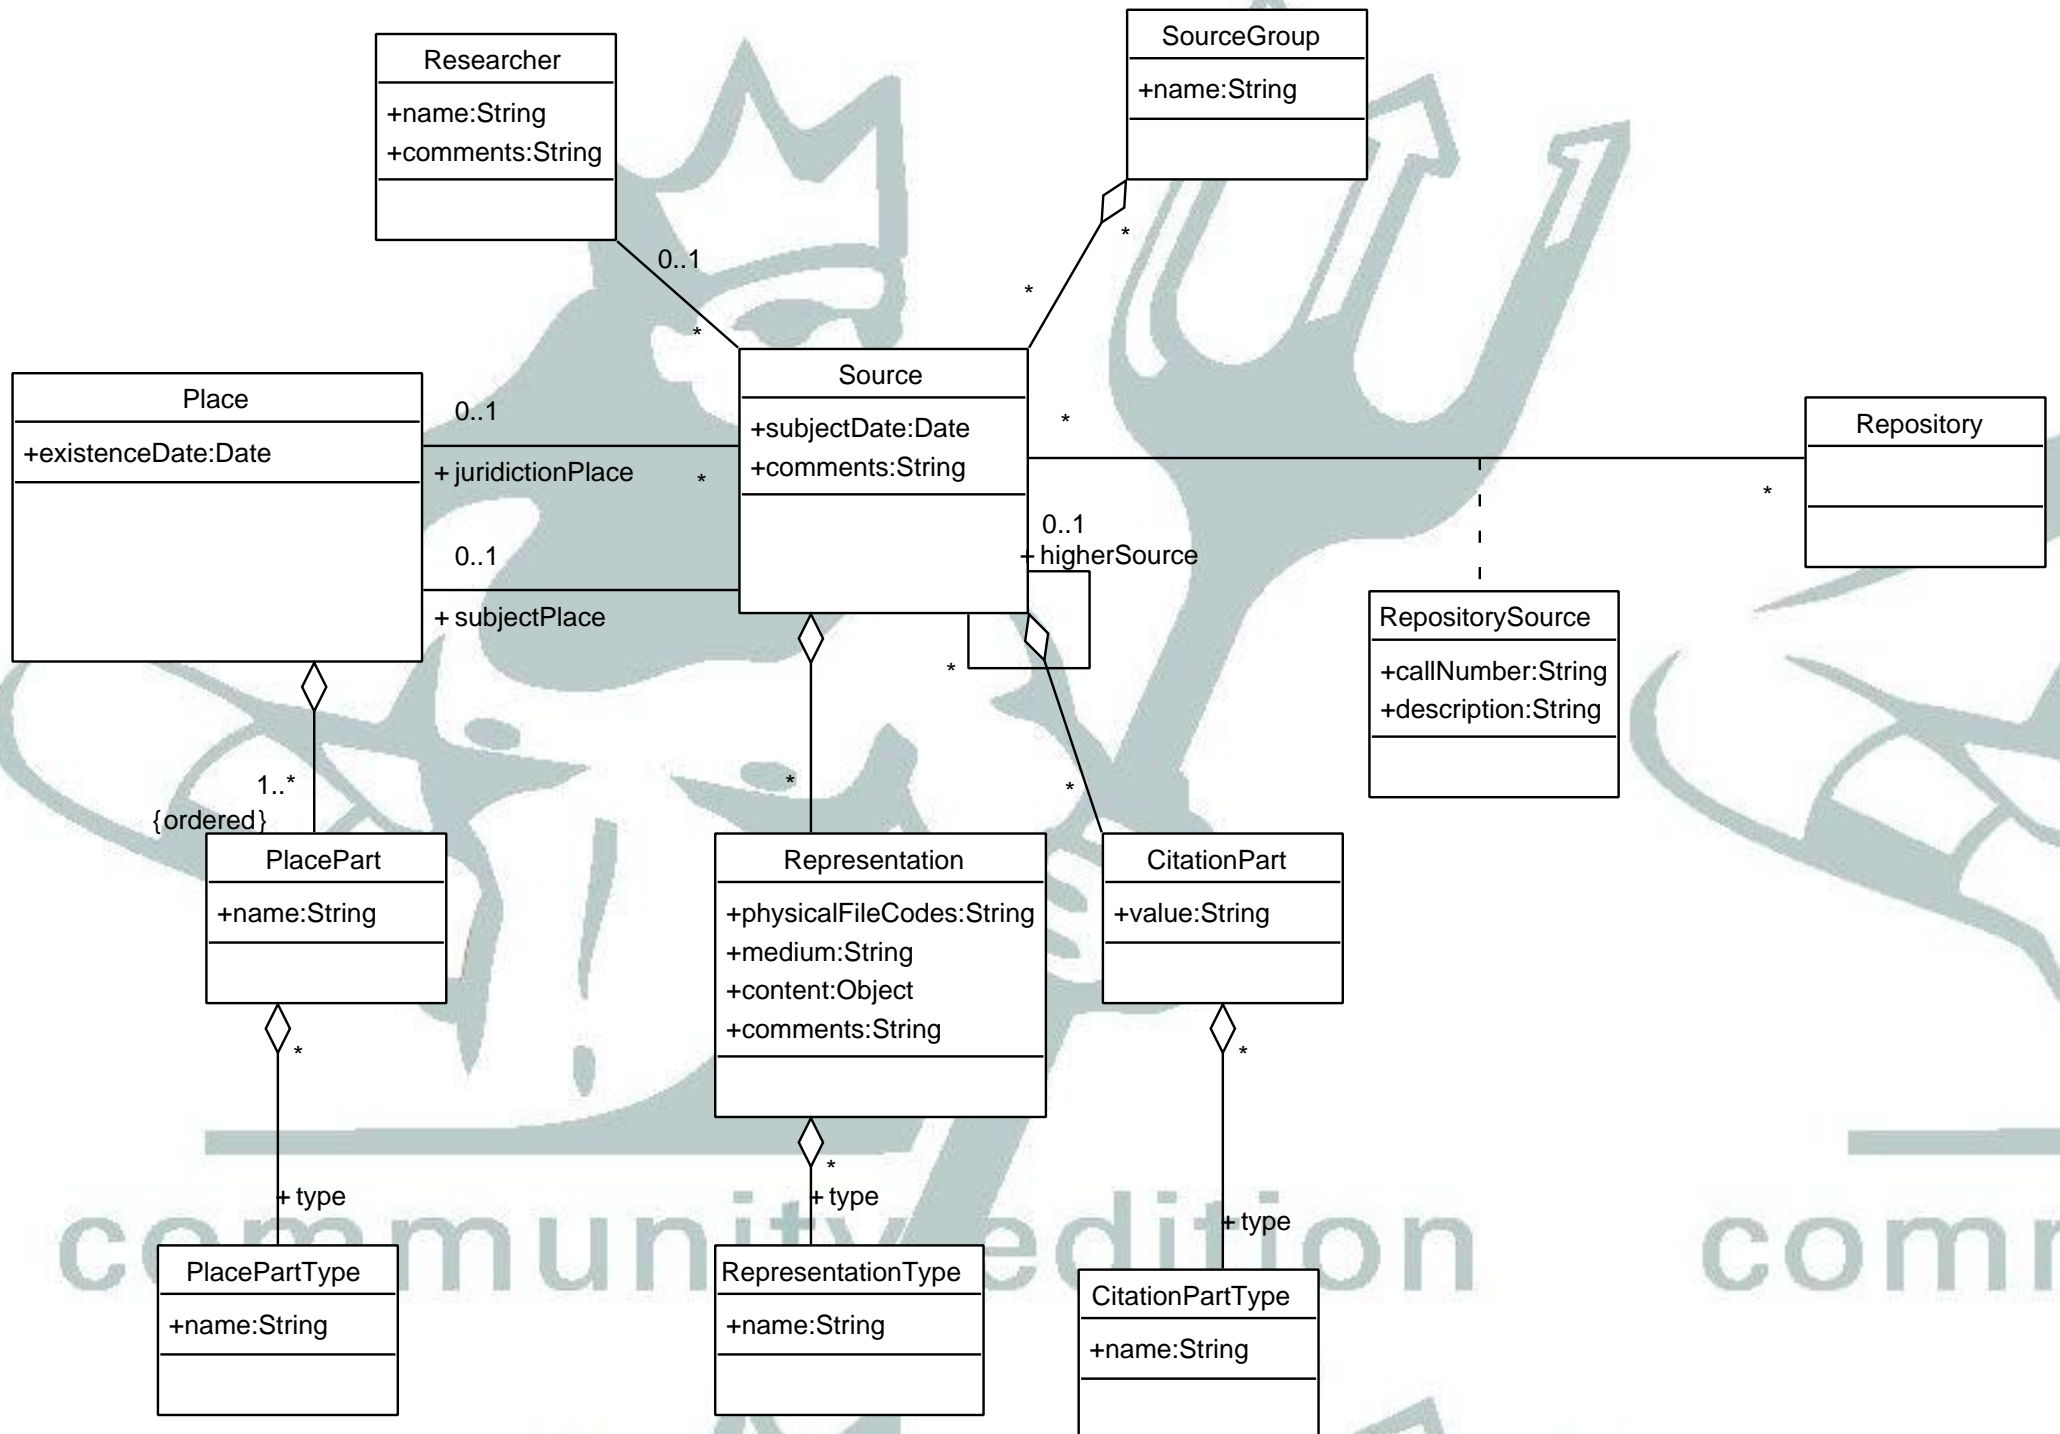 SourceGroup
+name:String
Researcher
+name:String
+comments:String
0..1
*
*
*
Place
+existenceDate:Date
0..1
+ juridictionPlace
*
0..1
+ subjectPlace
Source
+subjectDate:Date
+comments:String
*
*
0..1
+ higherSource
*
Repository
RepositorySource
+callNumber:String
+description:String
1..*
{ordered}
*
*
PlacePart
+name:String
Representation
+physicalFileCodes:String
+medium:String
+content:Object
+comments:String
CitationPart
+value:String
*
*
*
+ type
+ type
+ type
community edition
comm
PlacePartType
+name:String
RepresentationType
+name:String
CitationPartType
+name:String